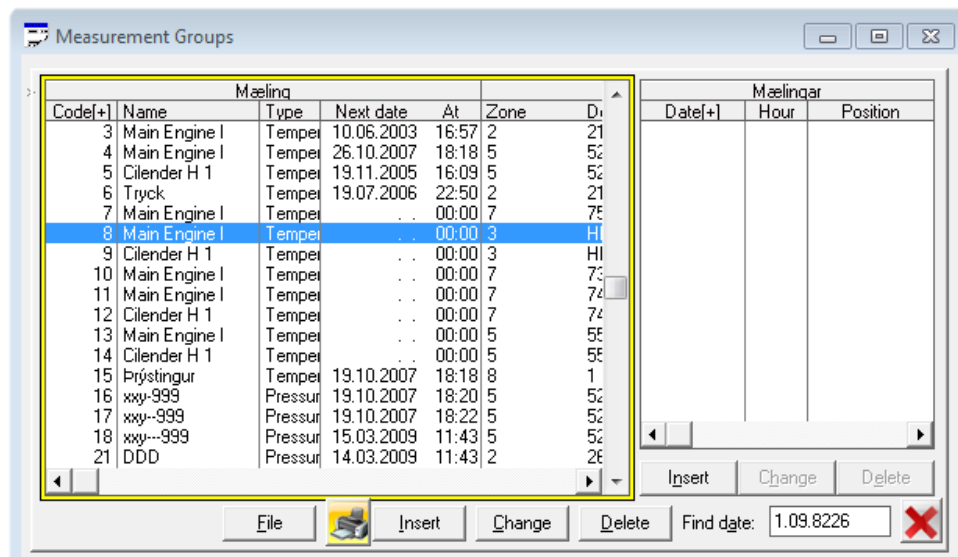 Measurement Groups
Mæling
Code[+] Name Type Next date At Zone
3 Main Engine I Temper 10.06.2003 16:57 2 21
4 Main Engine I Temper 26.10.2007 18:18 5 52
5 Cilender H 1 Temper 19.11.2005 16:09 5 52
6 Tryck Temper 19.07.2006 22:50 2 21
7 Main Engine I Temper . . 00:00 7 75
8 Main Engine I Temper . . 00:00 3
9 Cilender H 1 Temper . . 00:00 3
10 Main Engine I Temper . . 00:00 7 73
11 Main Engine I Temper . . 00:00 7 74
12 Cilender H 1 Temper . . 00:00 7 74
13 Main Engine I Temper . . 00:00 5 55
14 Cilender H 1 Temper . . 00:00 5 55
15 Þrýstingur Temper 19.10.2007 18:18 8 1
16 xxy-999 Pressur 19.10.2007 18:20 5 52
17 xxy--999 Pressur 19.10.2007 18:22 5 52
18 xxy---999 Pressur 15.03.2009 11:43 5 52
21 DDD Pressur 14.03.2009 11:43 2 26
Mælingar
Date[+] Hour Position
Insert Change Delete
File Insert Change Delete Find date: 1.09.8226